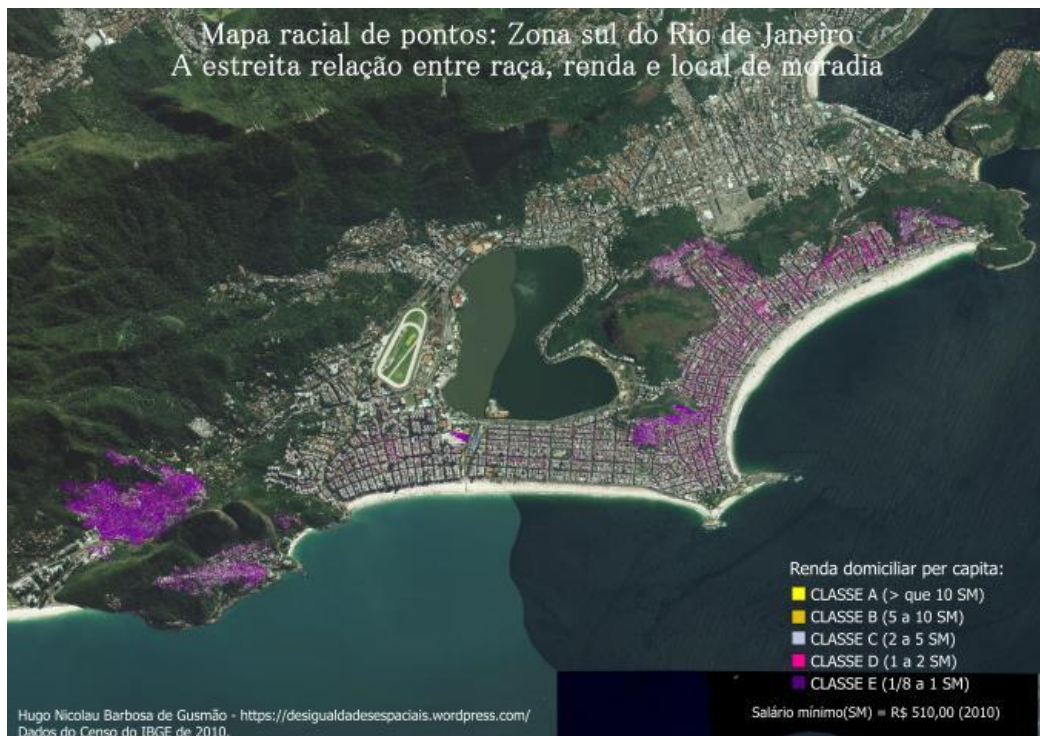 Mapa racial de pontos: Zona sul do Rio de Janeiro
A estreita relação entre raça, renda e local de moradia
Renda domiciliar per capita:
CLASSE A (> que 10 SM)
CLASSE B (5 a 10 SM)
CLASSE C (2 a 5 SM)
CLASSE D (1 a 2 SM)
CLASSE E (1/8 a 1 SM)
Salário mínimo(SM) = R$ 510,00 (2010)
Hugo Nicolau Barbosa de Gusmão - https://desigualdadesespaciais.wordpress.com/
Dados do Censo do IBGE de 2010.